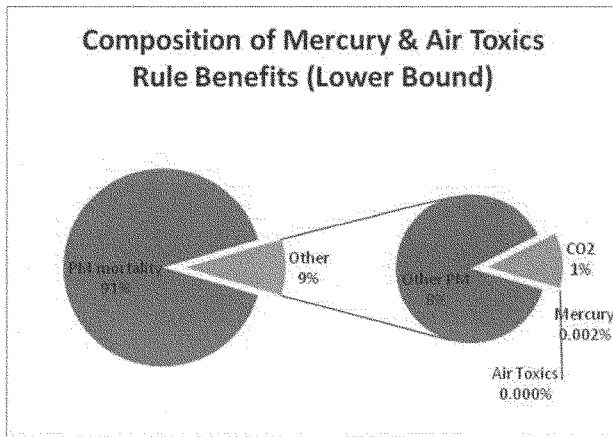 Composition of Mercury & Air Toxics
Rule Benefits (Lower Bound)
PM mortality
91%
Other
9%
Other PM
8%
CO2
1%
Mercury
0.002%
Air Toxics
0.000%